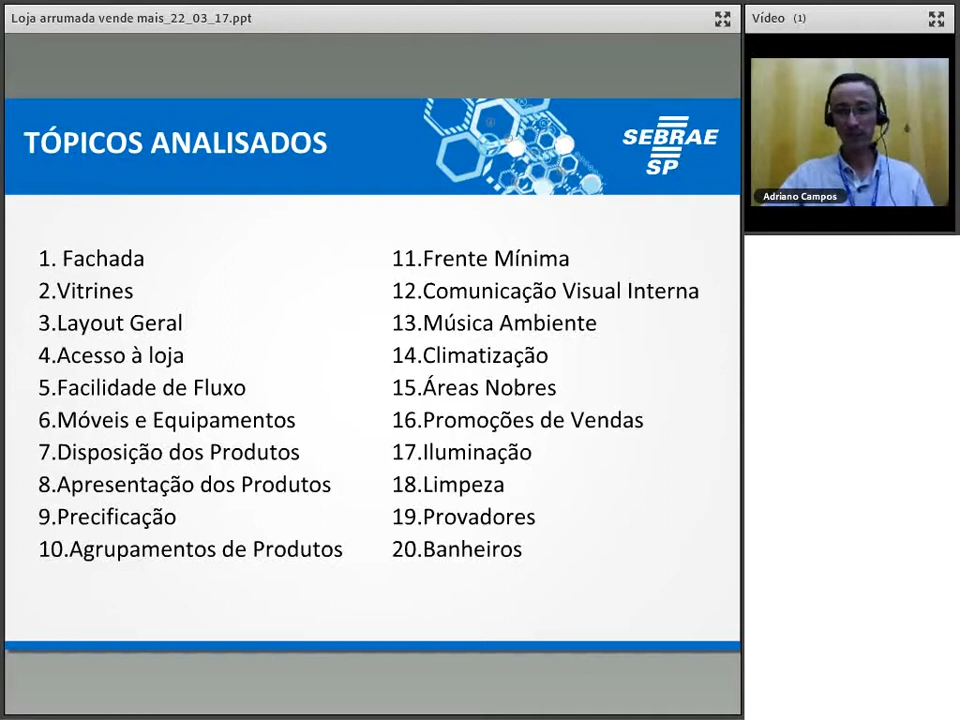 Loja arrumada vende mais_22_03_17.ppt
Vídeo (1)
TÓPICOS ANALISADOS
SEBRAE
SP
Adriano Campos
1. Fachada
2.Vitrines
3.Layout Geral
4.Acesso à loja
5.Facilidade de Fluxo
6.Móveis e Equipamentos
7.Disposição dos Produtos
8.Apresentação dos Produtos
9.Precificação
10.Agrupamentos de Produtos
11.Frente Mínima
12.Comunicação Visual Interna
13.Música Ambiente
14.Climatização
15.Áreas Nobres
16.Promoções de Vendas
17.Iluminação
18.Limpeza
19.Provadores
20.Banheiros